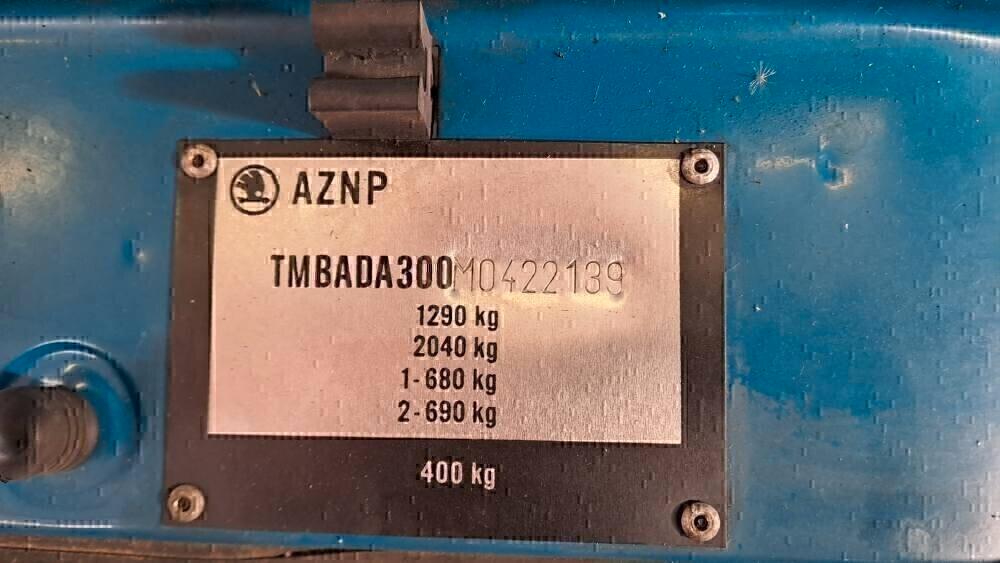 AZNP
TMBADA300M0422139
1290 kg
2040 kg
1-680 kg
2-690 kg
400 kg